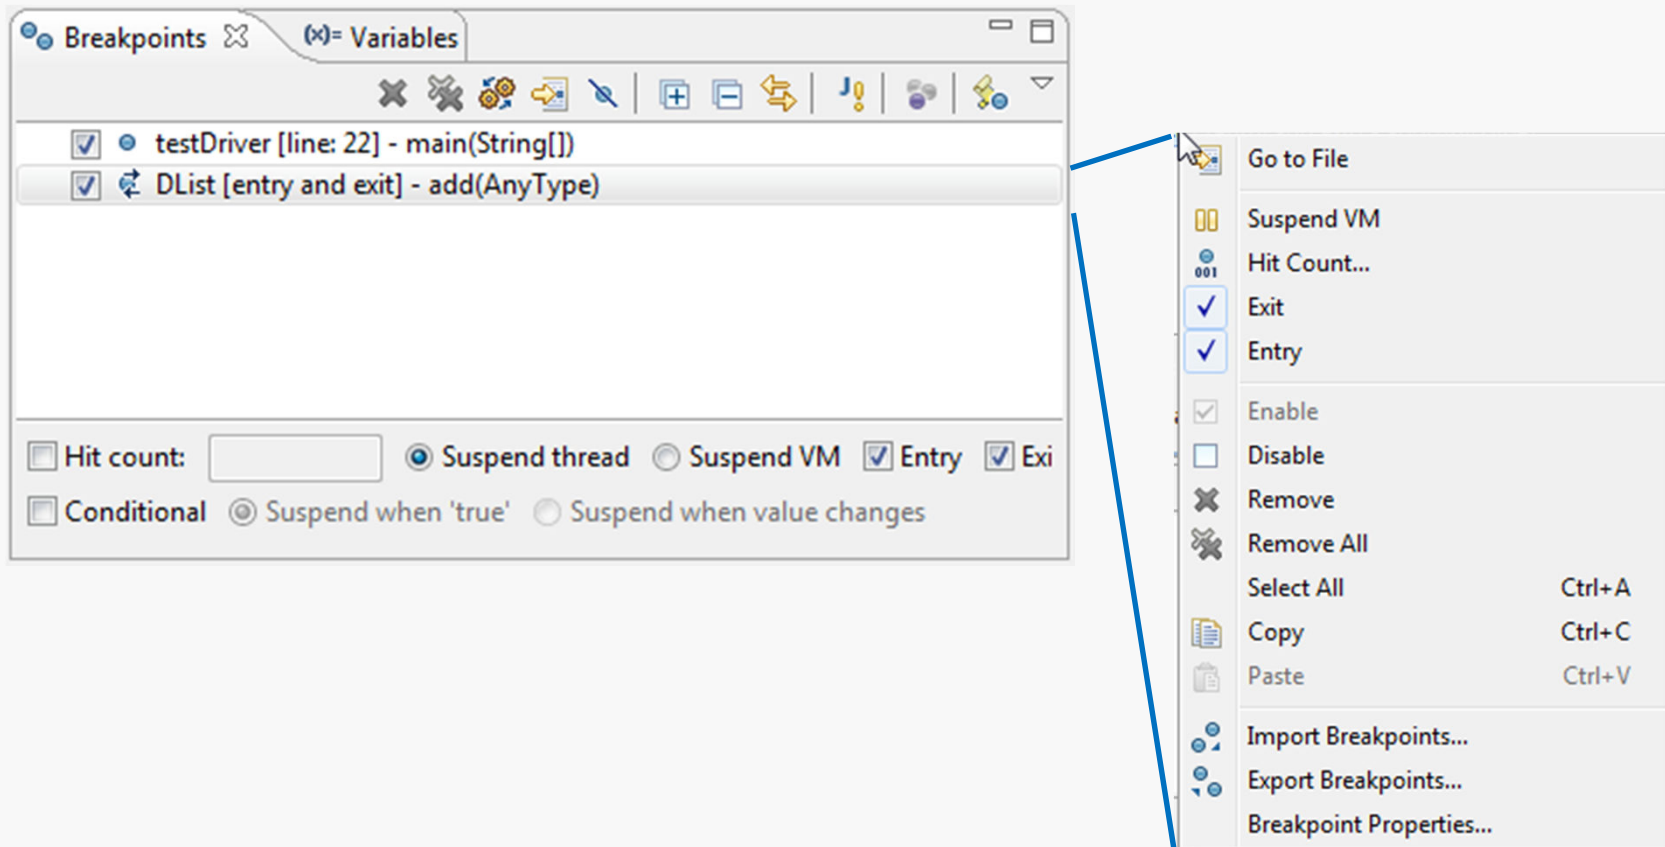 Breakpoints
(x)= Variables
testDriver [line: 22] - main(String[])
DList [entry and exit] - add(AnyType)
Hit count: Suspend thread Suspend VM Entry Exi
Conditional Suspend when 'true' Suspend when value changes
Go to File
Suspend VM
001 Hit Count...
Exit
Entry
Enable
Disable
Remove
Remove All
Select All Ctrl+A
Copy Ctrl+C
Paste Ctrl+V
Import Breakpoints...
Export Breakpoints...
Breakpoint Properties...